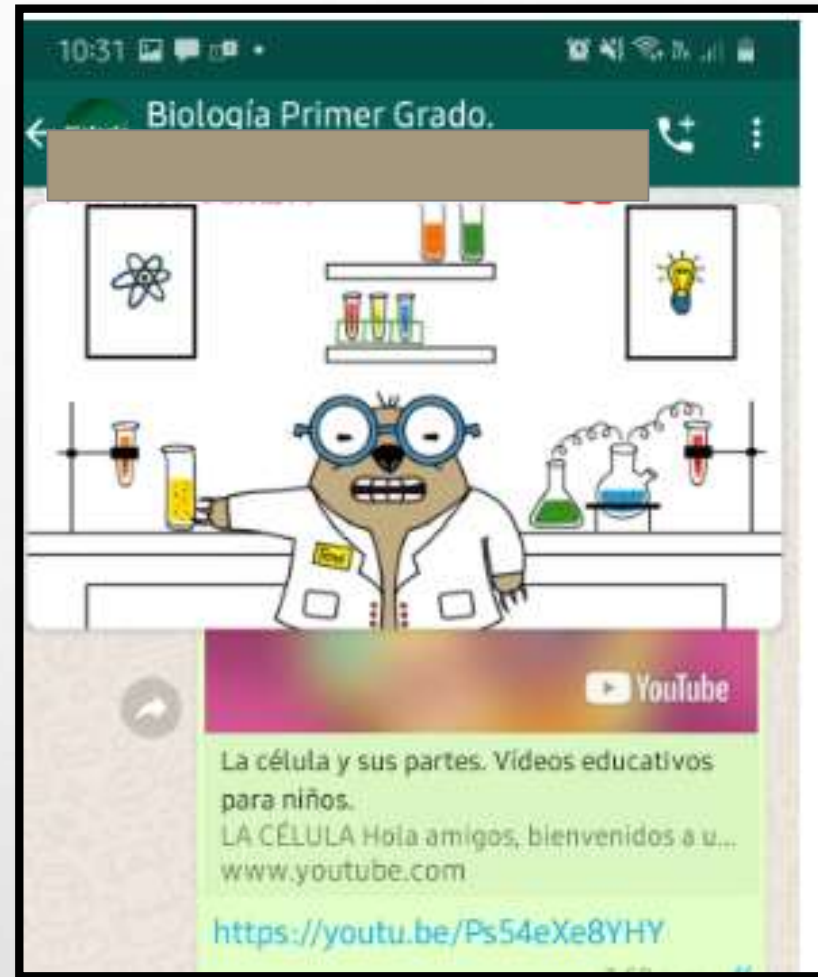 10:31
Biología Primer Grado.
YouTube
La célula y sus partes. Vídeos educativos
para niños.
LA CÉLULA Hola amigos, bienvenidos a u...
www.youtube.com
https://youtu.be/Ps54eXe8YHY